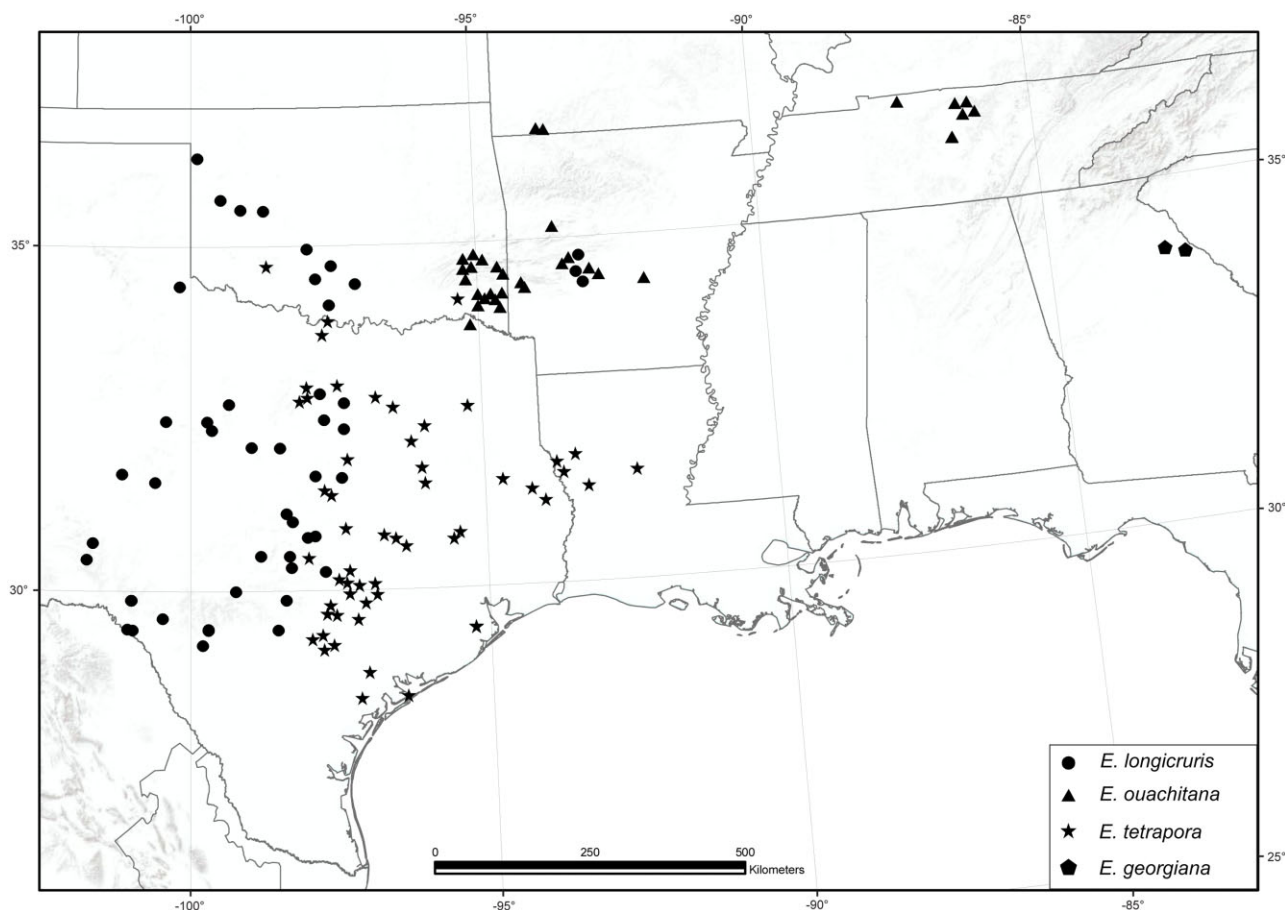 -100° -95° -90° -85°
35° 35°
30° 30°
25°
E. longicruris
E. ouachitana
E. tetrapora
E. georgiana
0 250 500
Kilometers
-100° -95° -90° -85°